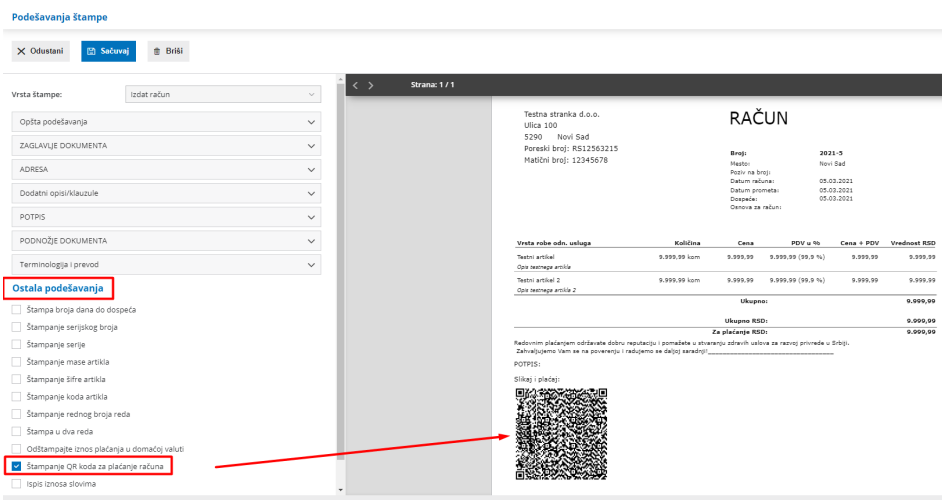 Podešavanja štampe
Odustani
Sačuvaj
Briši
Vrsta štampe:
Izdat račun
Opšta podešavanja
ZAGLAVLJE DOKUMENTA
ADRESA
Dodatni opisi/klauzule
POTPIS
PODNOŽJE DOKUMENTA
Terminologija i prevod
Ostala podešavanja
Štampa broja dana do dospeća
Štampanje serijskog broja
Štampanje serije
Štampanje mase artikla
Štampanje šifre artikla
Štampanje koda artikla
Štampanje rednog broja reda
Štampa u dva reda
Odštampajte iznos plaćanja u domaćoj valuti
Štampanje QR koda za plaćanje računa
Ispis iznosa slovima
Strana: 1 / 1
Testna stranka d.o.o.
Ulica 100
5290 Novi Sad
Poreski broj: RS12563215
Matični broj: 12345678
RAČUN
Broj: 2021-5
Mesto: Novi Sad
Poziv na broj:
Datum računa: 05.03.2021
Datum prometa: 05.03.2021
Dospeće: 05.03.2021
Osnova za račun:
Vrsta robe odn. usluga Količina Cena PDV u % Cena + PDV Vrednost RSD
Testni artikel 9.999,99 kom 9.999,99 9.999,99 (99,9 %) 9.999,99 9.999,99
Opis testnega artikla
Testni artikel 2 9.999,99 kom 9.999,99 9.999,99 (99,9 %) 9.999,99 9.999,99
Opis testnega artikla 2
Ukupno: 9.999,99
Ukupno RSD: 9.999,99
Za plaćanje RSD: 9.999,99
Redovnim plaćanjem održavate dobru reputaciju i pomažete u stvaranju zdravih uslova za razvoj privrede u Srbiji.
Zahvaljujemo Vam se na poverenju i radujemo se daljoj saradnji!
POTPIS:
Slikaj i plaćaj: